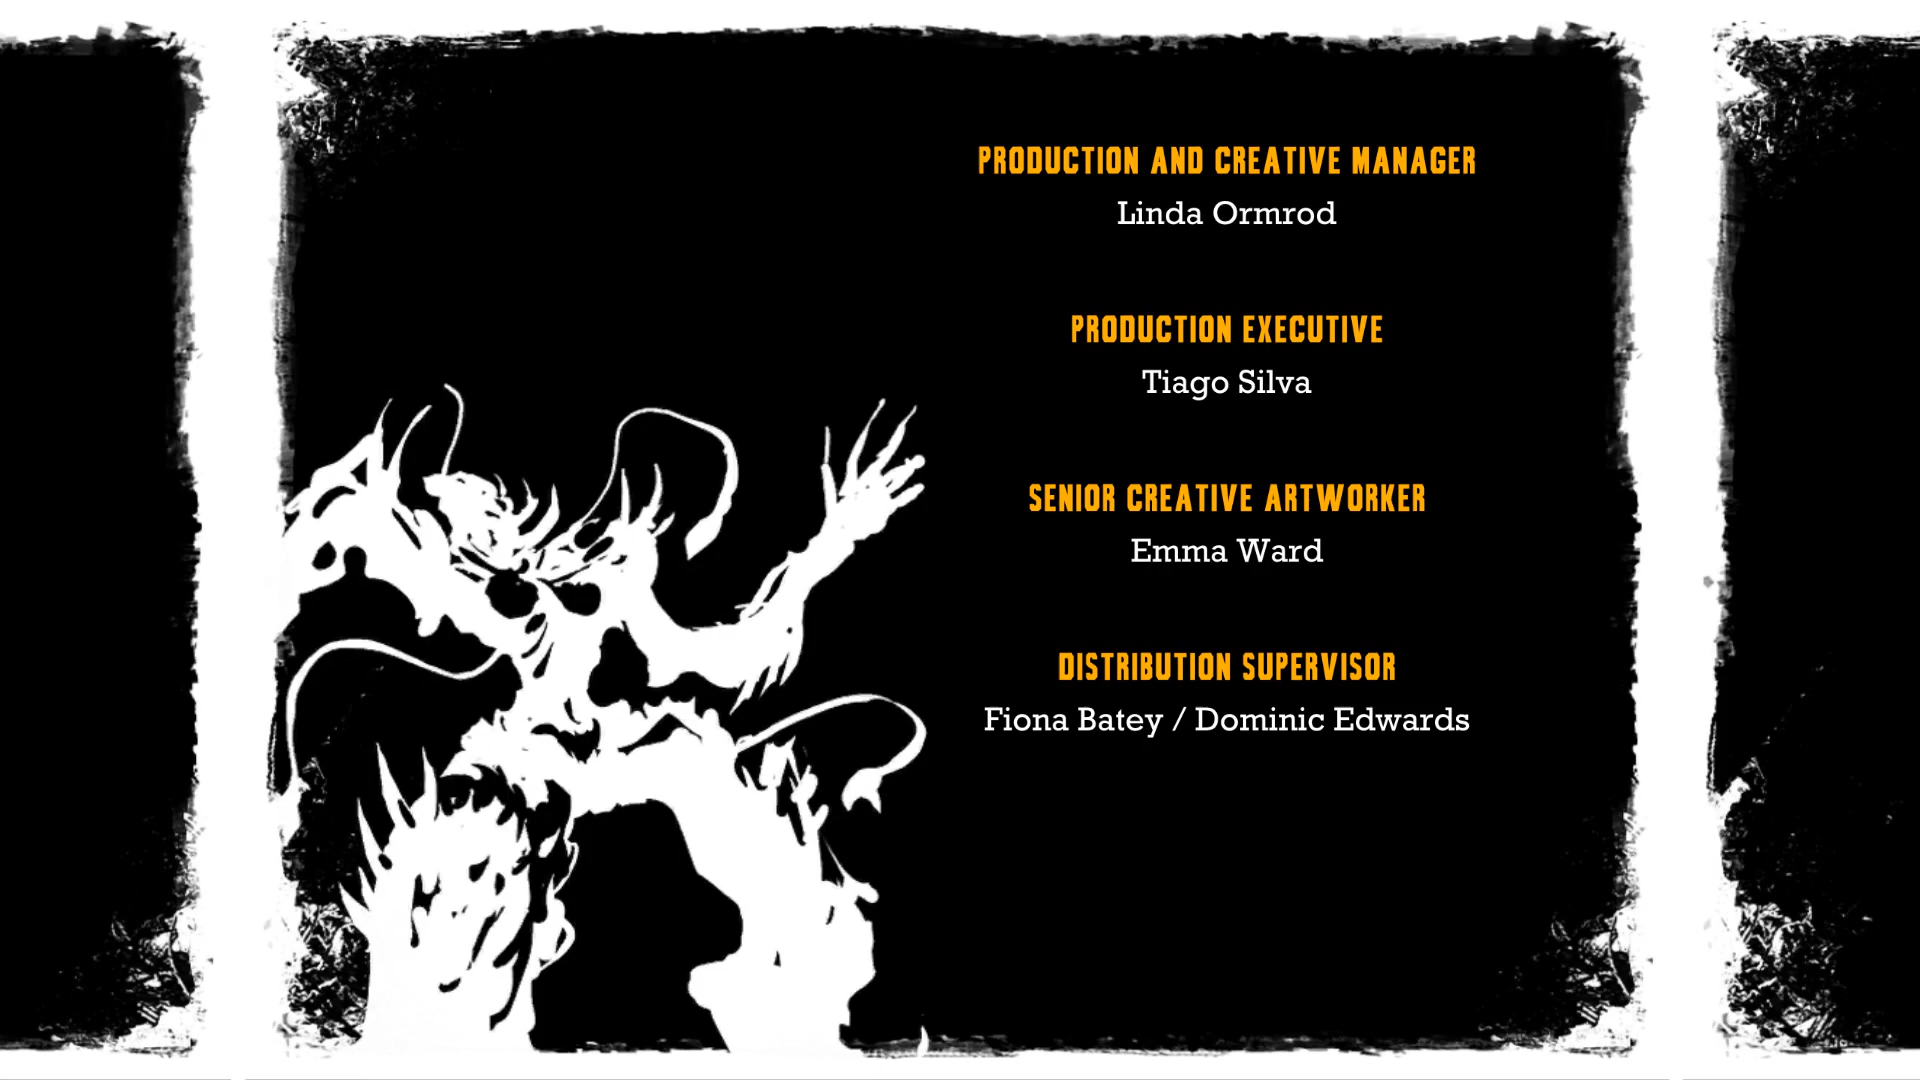 PRODUCTION AND CREATIVE MANAGER
Linda Ormrod
PRODUCTION EXECUTIVE
Tiago Silva
SENIOR CREATIVE ARTWORKER
Emma Ward
DISTRIBUTION SUPERVISOR
Fiona Batey / Dominic Edwards